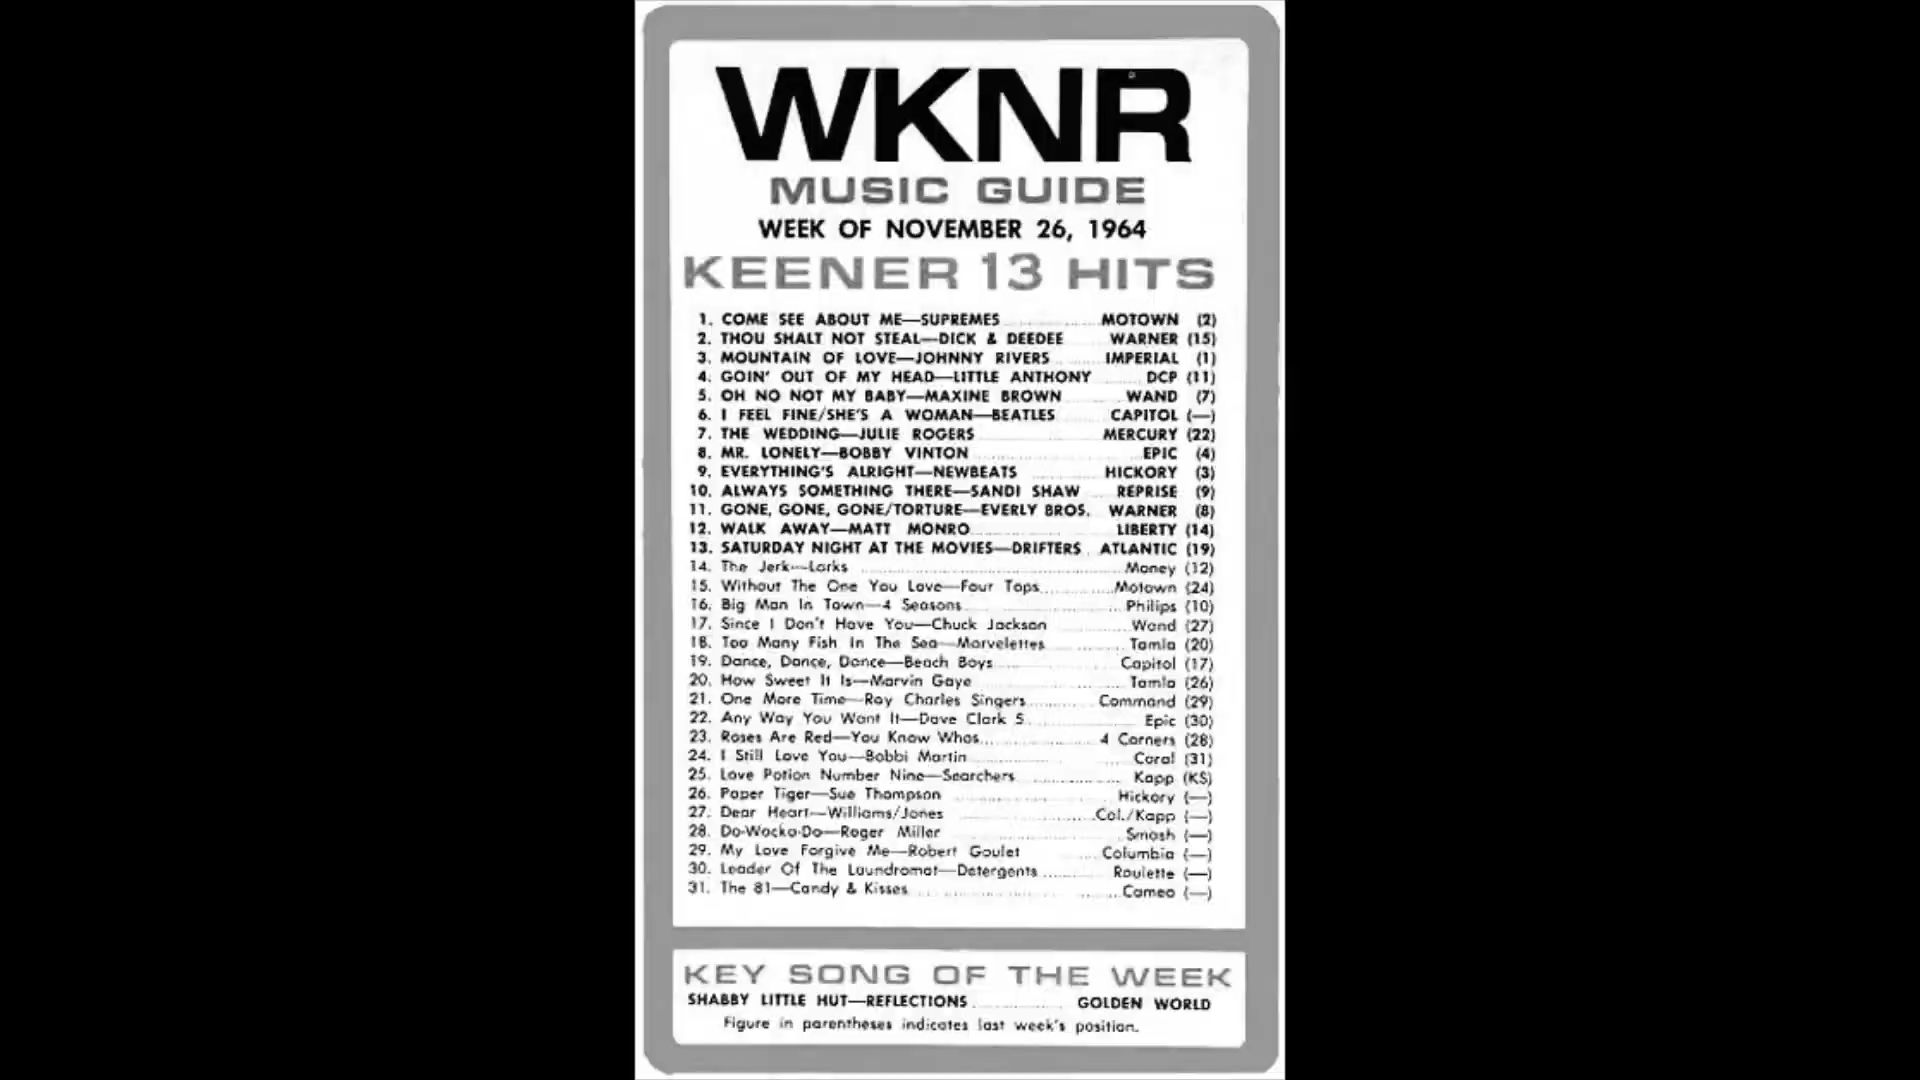 WKNR
MUSIC GUIDE
WEEK OF NOVEMBER 26, 1964
KEENER 13 HITS
1. COME SEE ABOUT ME—SUPREMES MOTOWN (2)
2. THOU SHALT NOT STEAL—DICK & DEEDEE WARNER (15)
3. MOUNTAIN OF LOVE—JOHNNY RIVERS IMPERIAL (1)
4. GOIN' OUT OF MY HEAD—LITTLE ANTHONY DCP (11)
5. OH NO NOT MY BABY—MAXINE BROWN WAND (7)
6. I FEEL FINE/SHE'S A WOMAN—BEATLES CAPITOL (—)
7. THE WEDDING—JULIE ROGERS MERCURY (22)
8. MR. LONELY—BOBBY VINTON EPIC (4)
9. EVERYTHING'S ALRIGHT—NEWBEATS HICKORY (3)
10. ALWAYS SOMETHING THERE—SANDI SHAW REPRISE (9)
11. GONE, GONE, GONE/TORTURE—EVERLY BROS. WARNER (8)
12. WALK AWAY—MATT MONRO LIBERTY (14)
13. SATURDAY NIGHT AT THE MOVIES—DRIFTERS ATLANTIC (19)
14. The Jerk—Larks Money (12)
15. Without The One You Love—Four Tops Motown (24)
16. Big Man In Town—4 Seasons Philips (10)
17. Since I Don't Have You—Chuck Jackson Wand (27)
18. Too Many Fish In The Sea—Marvelettes Tamla (20)
19. Dance, Dance, Dance—Beach Boys Capitol (17)
20. How Sweet It Is—Marvin Gaye Tamla (26)
21. One More Time—Ray Charles Singers Command (29)
22. Any Way You Want It—Dave Clark 5 Epic (30)
23. Roses Are Red—You Know Whos 4 Corners (28)
24. I Still Love You—Bobbi Martin Coral (31)
25. Love Potion Number Nine—Searchers Kapp (KS)
26. Paper Tiger—Sue Thompson Hickory (—)
27. Dear Heart—Williams/Jones Col./Kapp (—)
28. Do-Wacka-Do—Roger Miller Smash (—)
29. My Love Forgive Me—Robert Goulet Columbia (—)
30. Leader Of The Laundromat—Detergents Roulette (—)
31. The 81—Candy & Kisses Cameo (—)
KEY SONG OF THE WEEK
SHABBY LITTLE HUT—REFLECTIONS GOLDEN WORLD
Figure in parentheses indicates last week's position.